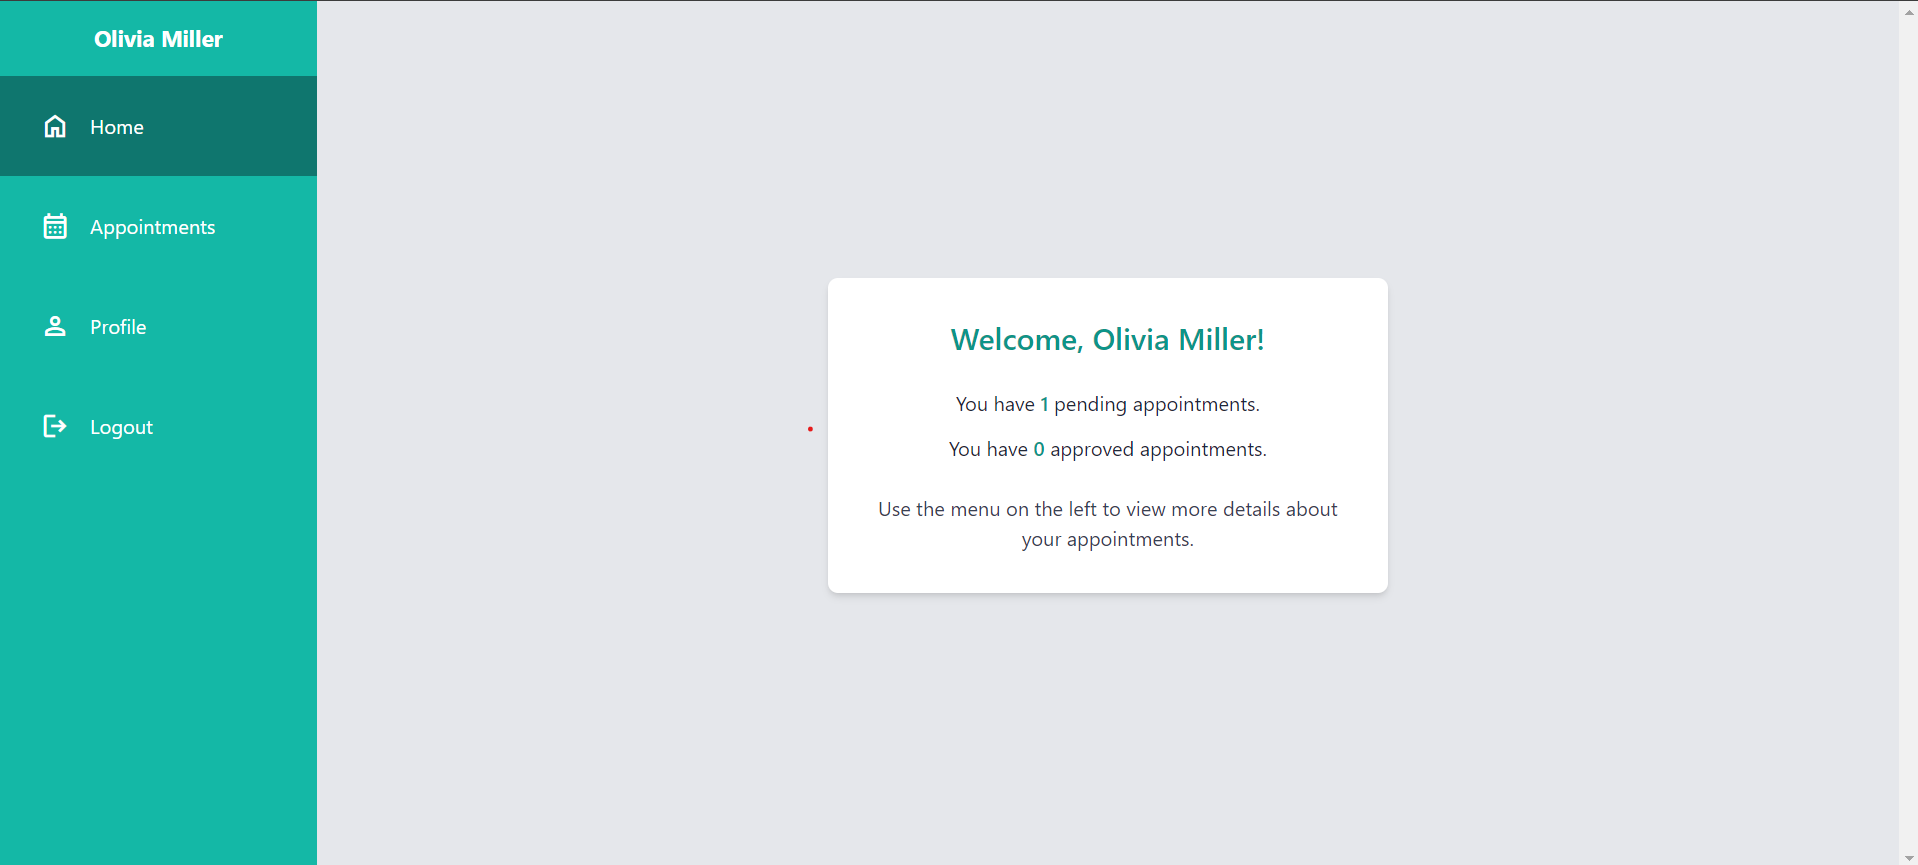 Olivia Miller
Home
Appointments
Profile
Logout
Welcome, Olivia Miller!
You have 1 pending appointments.
You have 0 approved appointments.
Use the menu on the left to view more details about
your appointments.